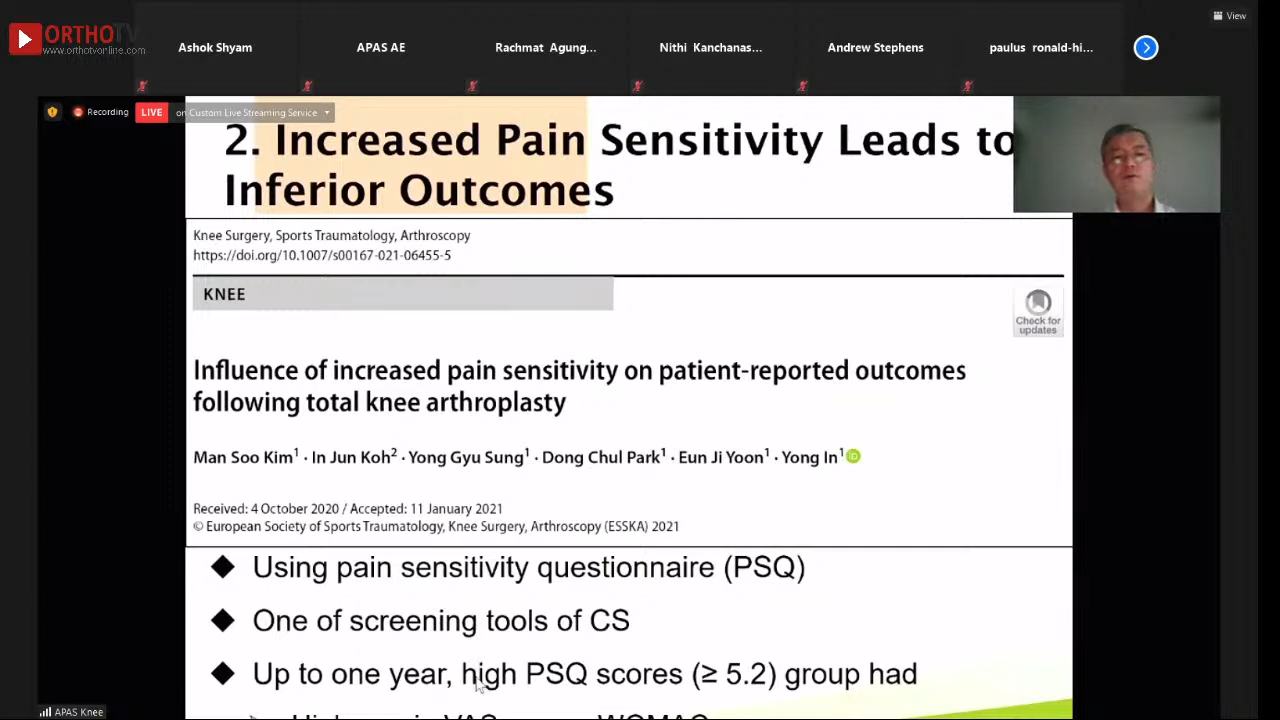 ORTHOTV
www.orthotvonline.com
Ashok Shyam
APAS AE
Rachmat Agung...
Nithi Kanchanas...
Andrew Stephens
paulus ronald-hi...
View
Recording
LIVE
on Custom Live Streaming Service
2. Increased Pain Sensitivity Leads to
Inferior Outcomes
Knee Surgery, Sports Traumatology, Arthroscopy
https://doi.org/10.1007/s00167-021-06455-5
KNEE
Check for
updates
Influence of increased pain sensitivity on patient-reported outcomes
following total knee arthroplasty
Man Soo Kim¹ · In Jun Koh² · Yong Gyu Sung¹ · Dong Chul Park¹ · Eun Ji Yoon¹ · Yong In¹ iD
Received: 4 October 2020 / Accepted: 11 January 2021
© European Society of Sports Traumatology, Knee Surgery, Arthroscopy (ESSKA) 2021
◆ Using pain sensitivity questionnaire (PSQ)
◆ One of screening tools of CS
◆ Up to one year, high PSQ scores (≥ 5.2) group had
APAS Knee